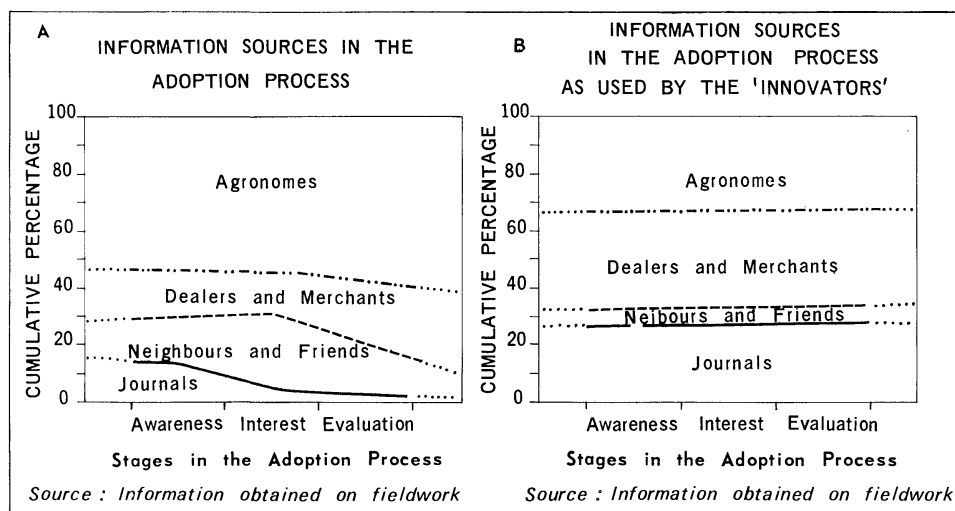 A
INFORMATION SOURCES IN THE
ADOPTION PROCESS
100
80
60
40
20
0
CUMULATIVE PERCENTAGE
Agronomes
Dealers and Merchants
Neighbours and Friends
Journals
Awareness Interest Evaluation
Stages in the Adoption Process
Source : Information obtained on fieldwork
B
INFORMATION SOURCES
IN THE ADOPTION PROCESS
AS USED BY THE 'INNOVATORS'
100
80
60
40
20
0
CUMULATIVE PERCENTAGE
Agronomes
Dealers and Merchants
Neibours and Friends
Journals
Awareness Interest Evaluation
Stages in the Adoption Process
Source : Information obtained on fieldwork